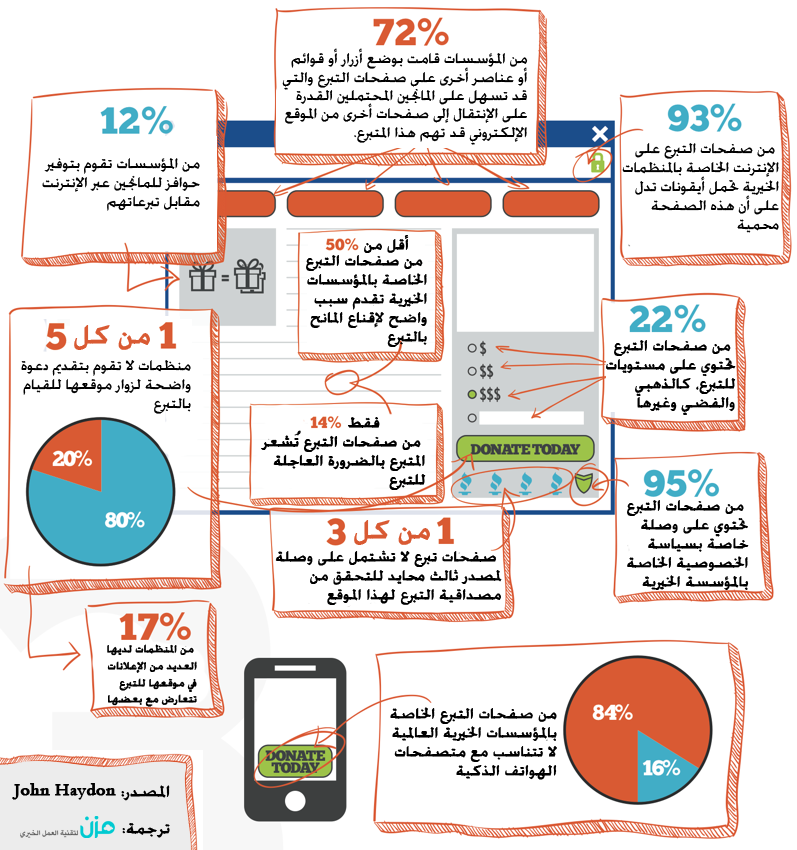 72%
من المؤسسات قامت بوضع أزرار أو قوائم
أو عناصر أخرى على صفحات التبرع والتي
قد تسهل على المانحين المحتملين القدرة
على الإنتقال إلى صفحات أخرى من الموقع
الإلكتروني قد تهم هذا المتبرع.
93%
من صفحات التبرع على
الإنترنت الخاصة بالمنظمات
الخيرية تحمل أيقونات تدل
على أن هذه الصفحة
محمية
12%
من المؤسسات تقوم بتوفير
حوافز للمانحين عبر الإنترنت
مقابل تبرعاتهم
=
أقل من 50%
من صفحات التبرع
الخاصة بالمؤسسات
الخيرية تقدم سبب
واضح لإقناع المانح
بالتبرع
22%
من صفحات التبرع
تحتوي على مستويات
للتبرع، كالذهبي
والفضي وغيرها
$
$$
$$$
DONATE TODAY
1 من كل 5
منظمات لا تقوم بتقديم دعوة
واضحة لزوار موقعها للقيام
بالتبرع
20%
80%
فقط 14%
من صفحات التبرع تُشعر
المتبرع بالضرورة العاجلة
للتبرع
95%
من صفحات التبرع
تحتوي على وصلة
خاصة بسياسة
الخصوصية الخاصة
بالمؤسسة الخيرية
1 من كل 3
صفحات تبرع لا تشتمل على وصلة
لمصدر ثالث محايد للتحقق من
مصداقية التبرع لهذا الموقع
17%
من المنظمات لديها
العديد من الإعلانات
في موقعها للتبرع
تتعارض مع بعضها
DONATE
TODAY
من صفحات التبرع الخاصة
بالمؤسسات الخيرية العالمية
لا تتناسب مع متصفحات
الهواتف الذكية
84%
16%
المصدر: John Haydon
ترجمة: مزن لتقنية العمل الخيري